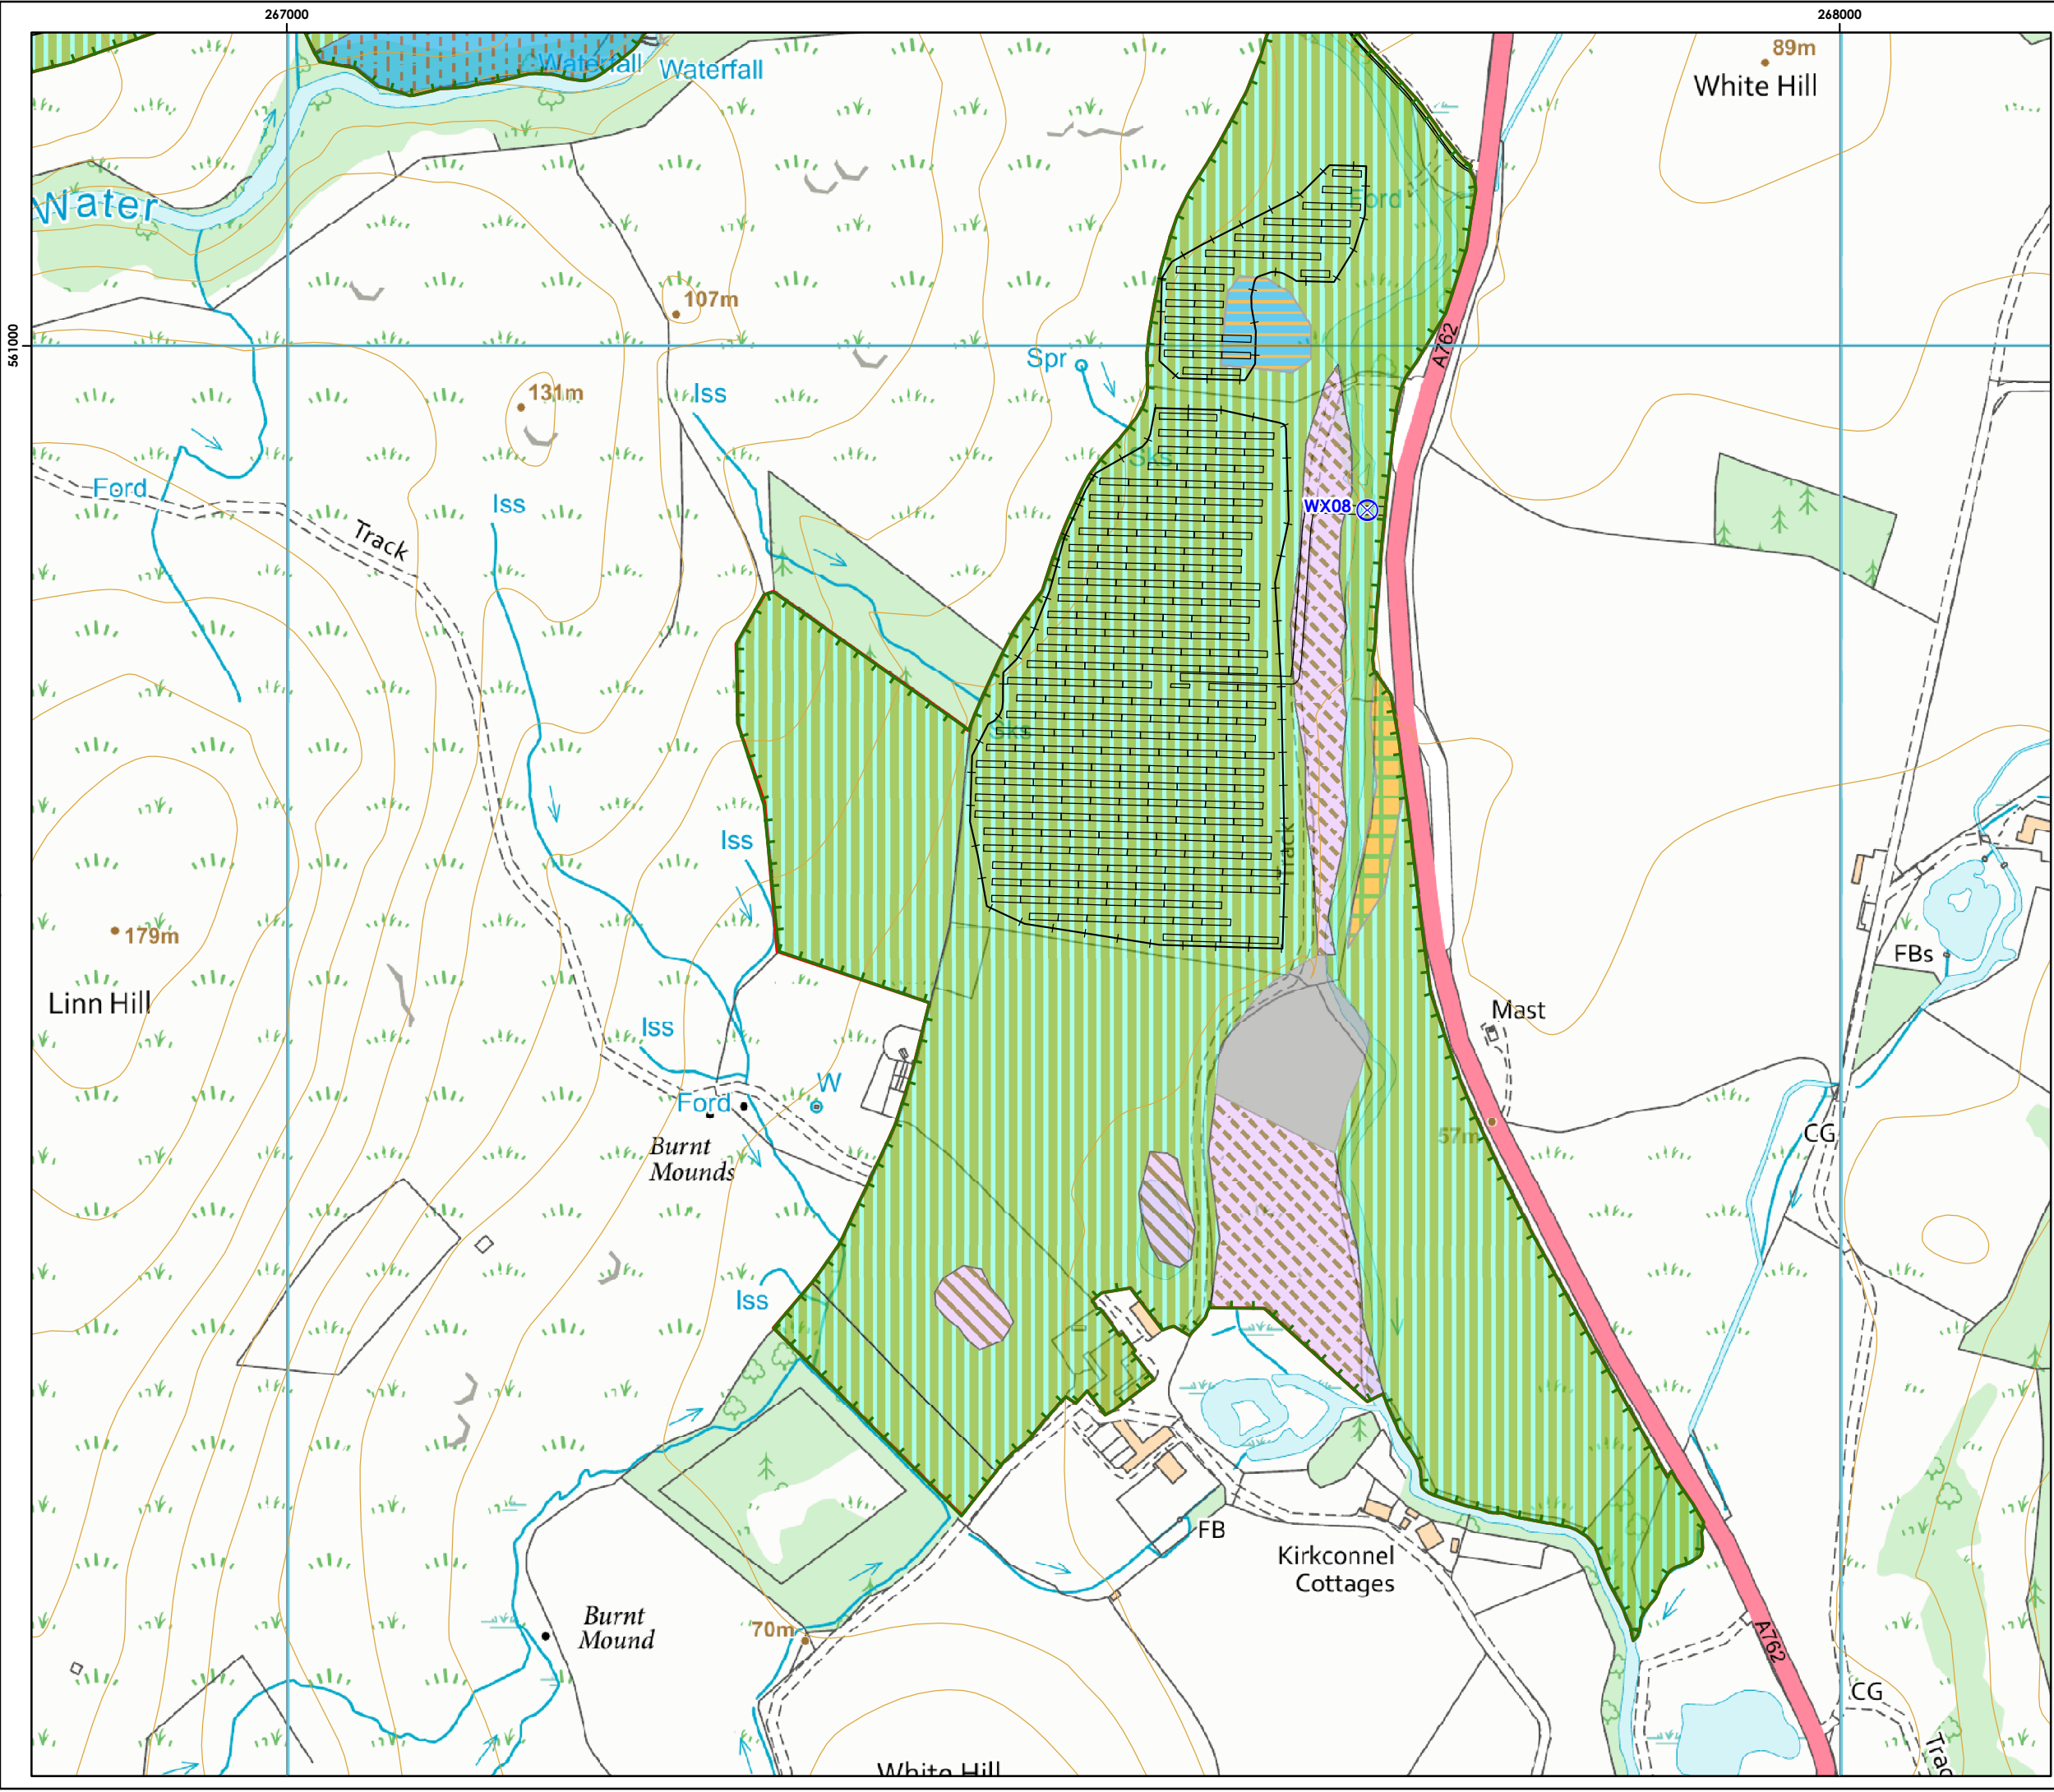 267000
268000
561000
Waterfall
Waterfall
89m
White Hill
Water
Ford
107m
A762
Spr
131m
Iss
Sks
Ford
Iss
WX08
Track
Sks
Iss
Track
179m
FBs
Linn Hill
Mast
Iss
W
Ford
57m
CG
Burnt
Mounds
Iss
FB
Kirkconnel
Cottages
Burnt
Mound
70m
A762
CG
White Hill